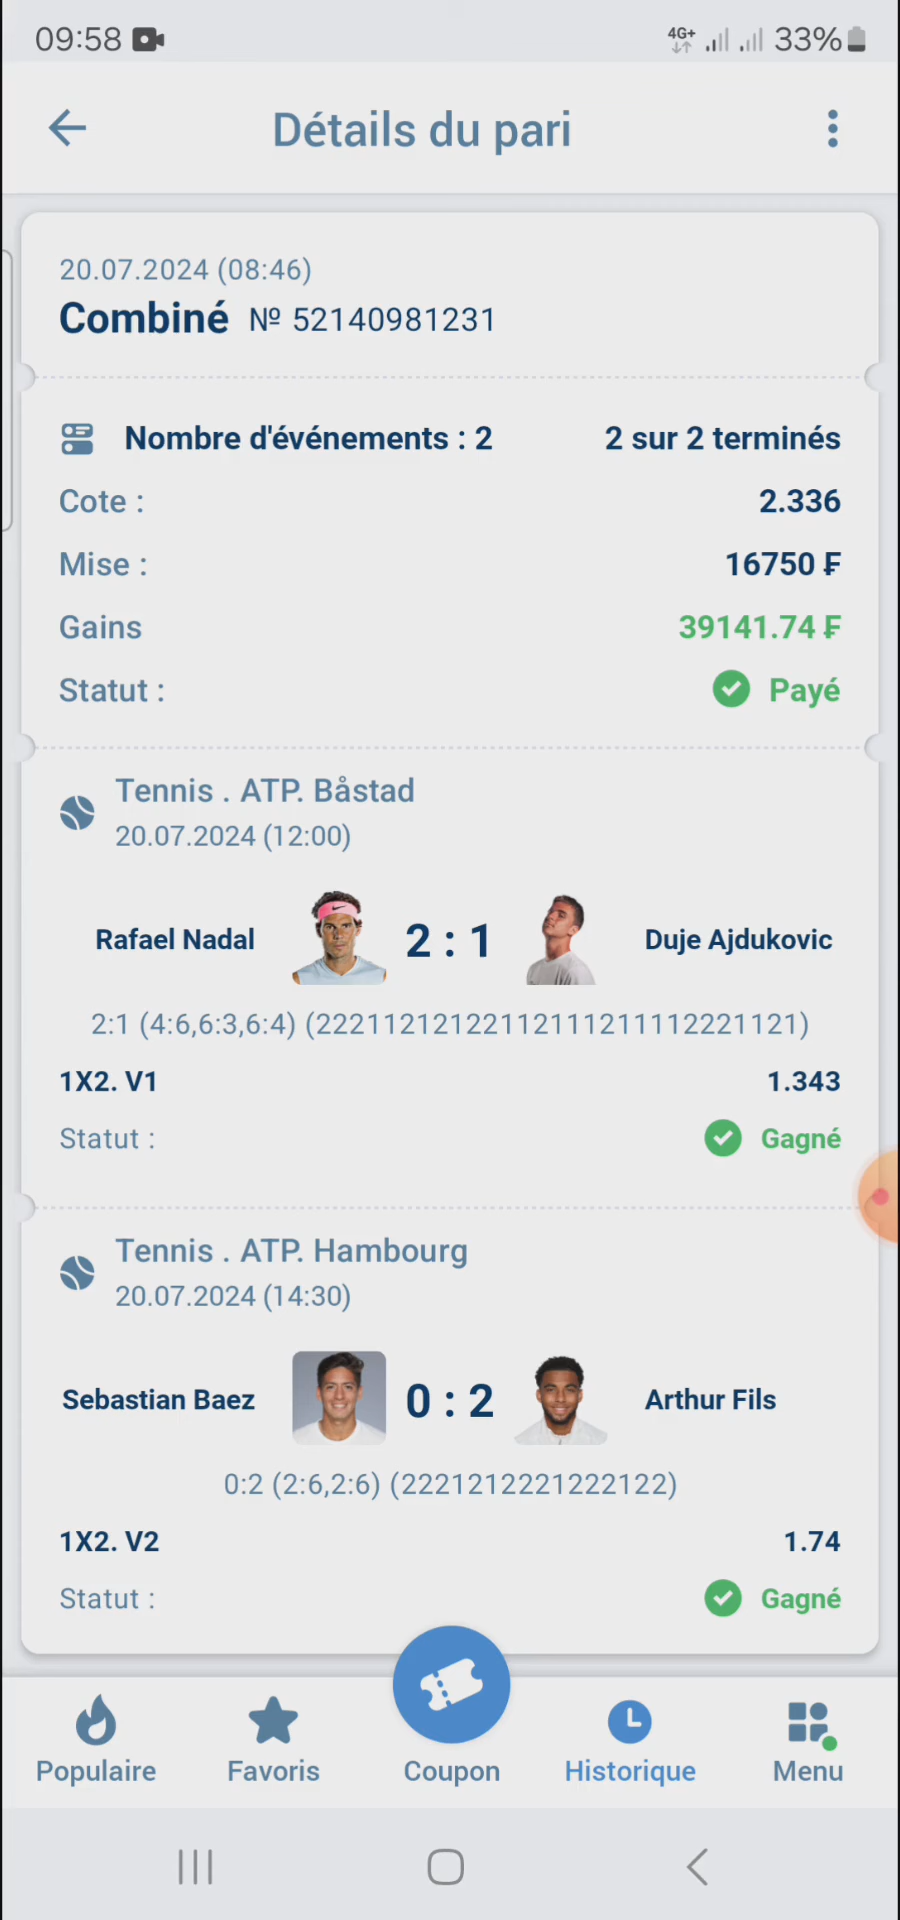 09:58 4G+ 33%
Détails du pari
20.07.2024 (08:46)
Combiné № 52140981231
Nombre d'événements : 2 2 sur 2 terminés
Cote : 2.336
Mise : 16750 ₣
Gains 39141.74 ₣
Statut : Payé
Tennis . ATP. Båstad
20.07.2024 (12:00)
Rafael Nadal 2 : 1 Duje Ajdukovic
2:1 (4:6,6:3,6:4) (22211212122112111211112221121)
1X2. V1 1.343
Statut : Gagné
Tennis . ATP. Hambourg
20.07.2024 (14:30)
Sebastian Baez 0 : 2 Arthur Fils
0:2 (2:6,2:6) (2221212221222122)
1X2. V2 1.74
Statut : Gagné
Populaire Favoris Coupon Historique Menu